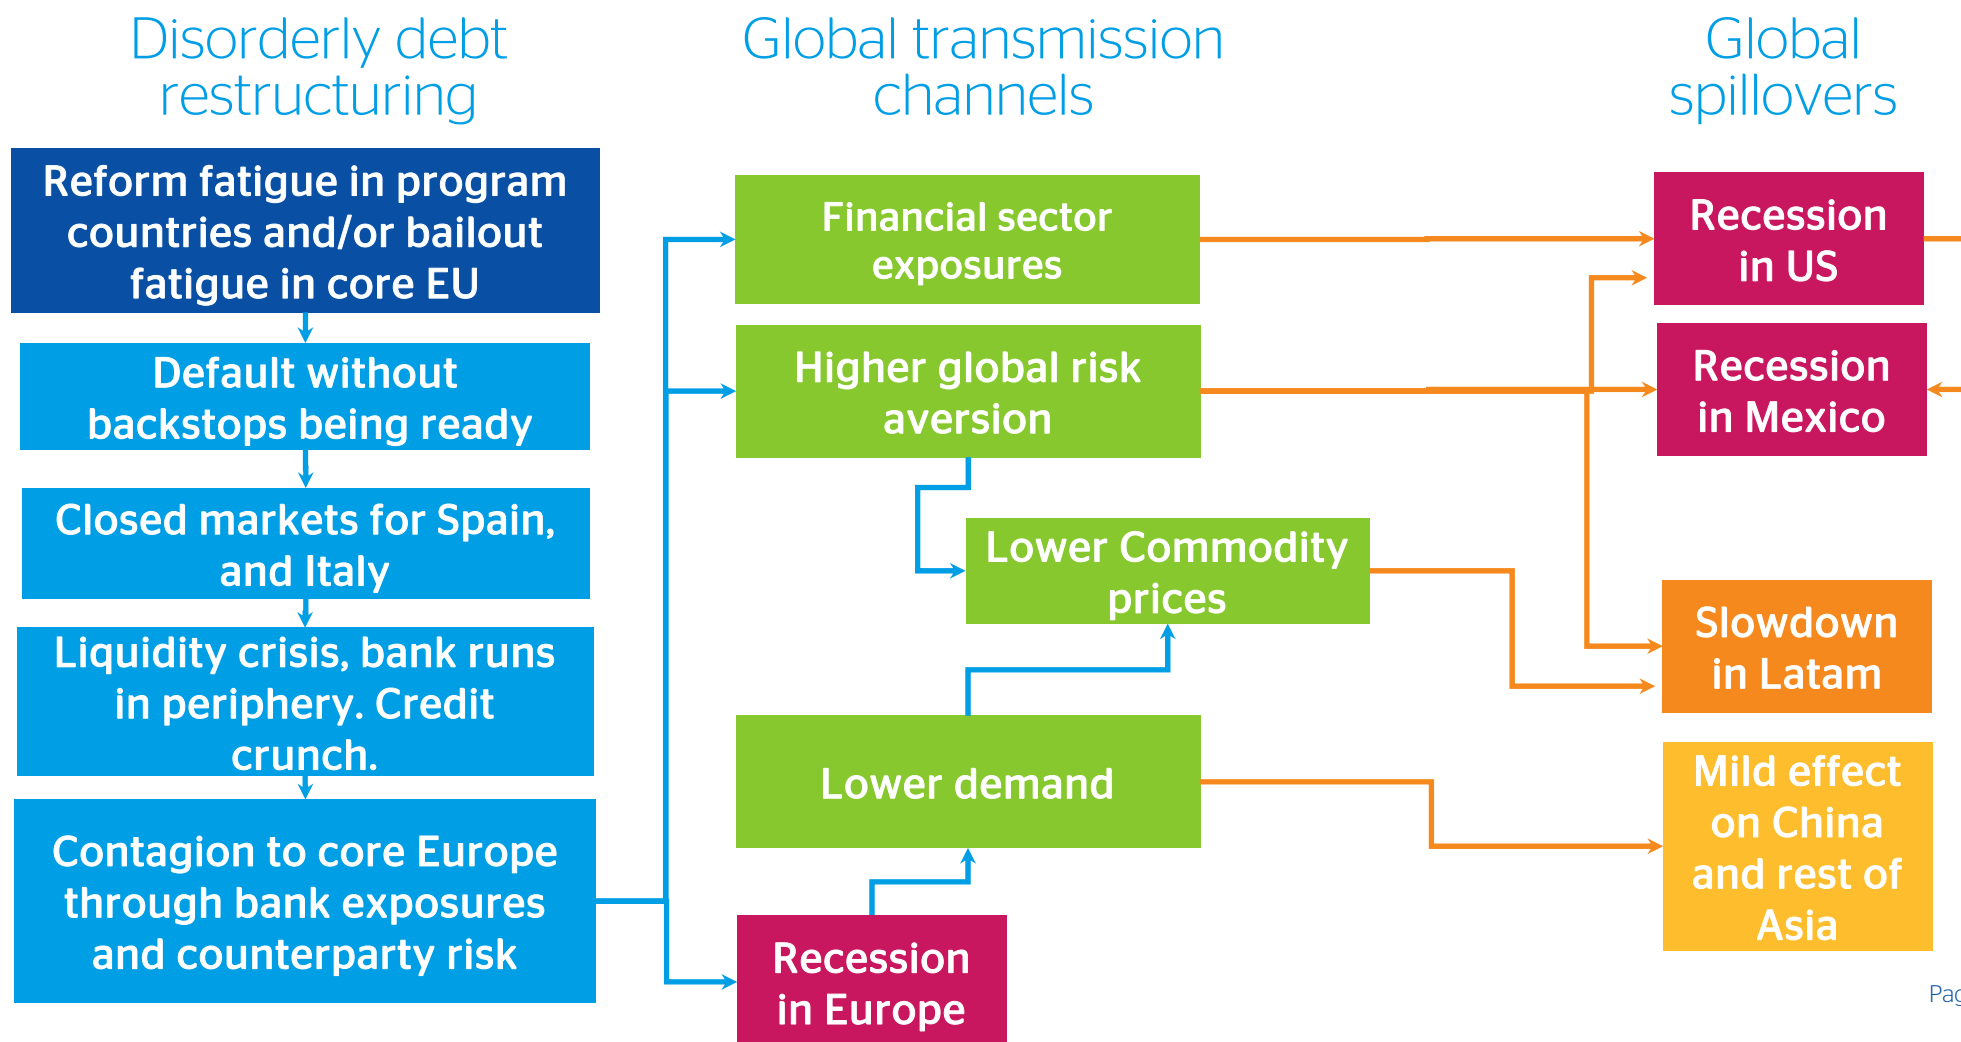 Disorderly debt
restructuring
Global transmission
channels
Global
spillovers
Reform fatigue in program
countries and/or bailout
fatigue in core EU
Default without
backstops being ready
Closed markets for Spain,
and Italy
Liquidity crisis, bank runs
in periphery. Credit
crunch.
Contagion to core Europe
through bank exposures
and counterparty risk
Financial sector
exposures
Higher global risk
aversion
Lower Commodity
prices
Lower demand
Recession
in Europe
Recession
in US
Recession
in Mexico
Slowdown
in Latam
Mild effect
on China
and rest of
Asia